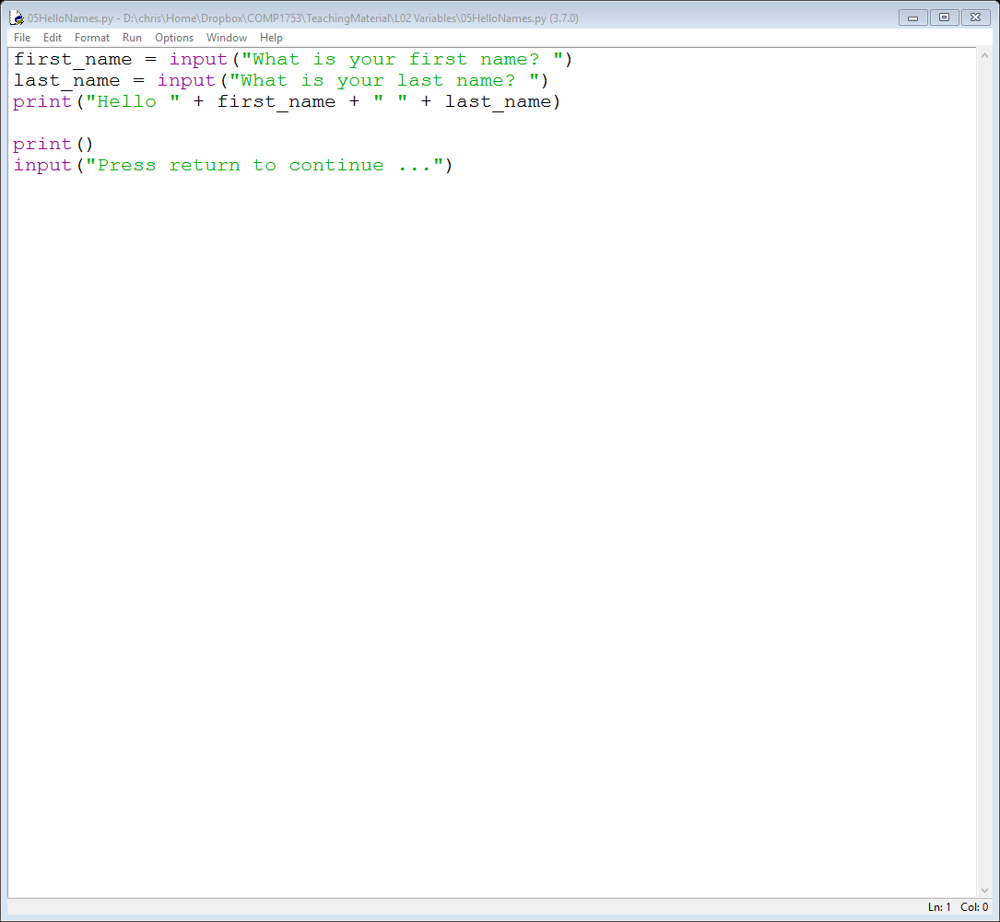 05HelloNames.py - D:\chris\Home\Dropbox\COMP1753\TeachingMaterial\L02 Variables\05HelloNames.py (3.7.0)
File Edit Format Run Options Window Help
first_name = input("What is your first name? ")
last_name = input("What is your last name? ")
print("Hello " + first_name + " " + last_name)
print()
input("Press return to continue ...")
Ln: 1 Col: 0